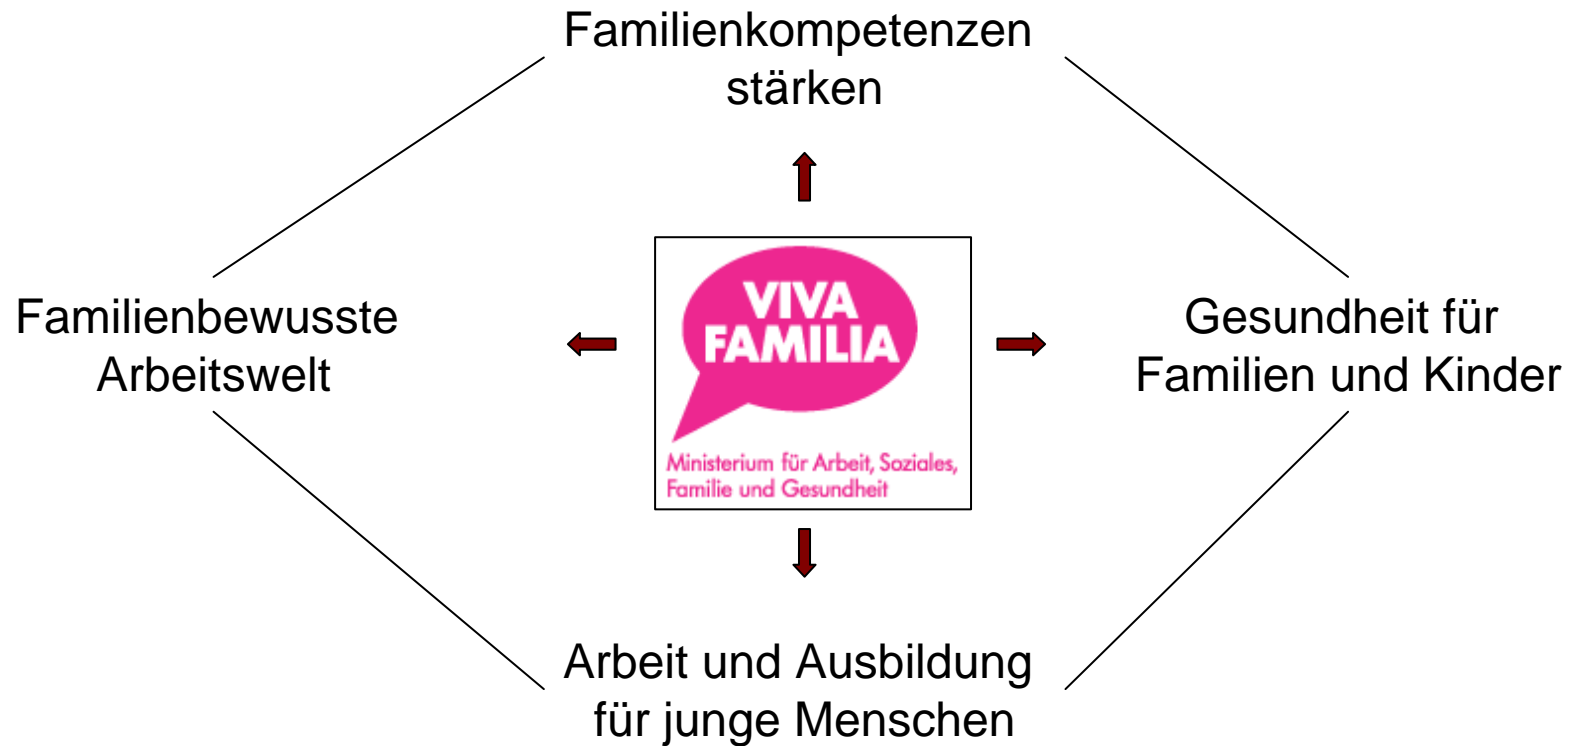 Familienkompetenzen
stärken
Familienbewusste
Arbeitswelt
VIVA
FAMILIA
Ministerium für Arbeit, Soziales,
Familie und Gesundheit
Gesundheit für
Familien und Kinder
Arbeit und Ausbildung
für junge Menschen